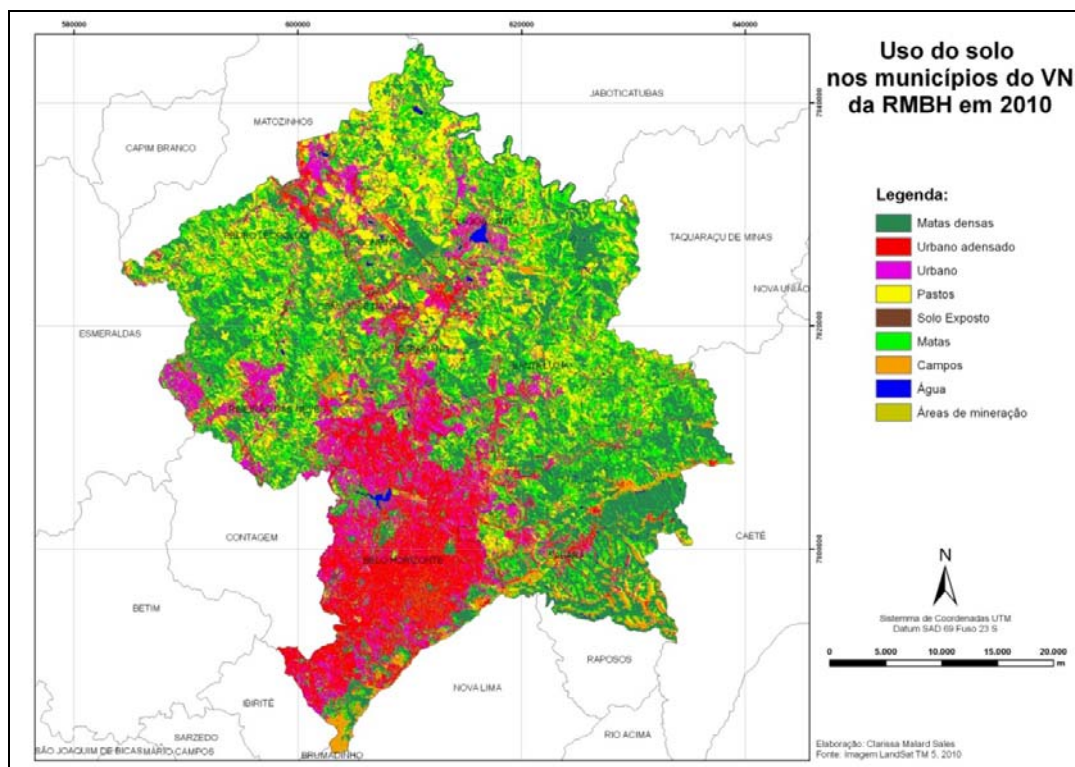 580000 600000 620000 640000
Uso do solo
nos municípios do VN
da RMBH em 2010
JABOTICATUBAS
7840000
MATOZINHOS
CAPIM BRANCO
Legenda:
Matas densas
Urbano adensado
Urbano
Pastos
Solo Exposto
Matas
Campos
Água
Áreas de mineração
TAQUARAÇU DE MINAS
NOVA UNIÃO
ESMERALDAS
7820000
CONTAGEM
BELO HORIZONTE
7800000
CAETÉ
BETIM
N
Sistemma de Coordenadas UTM
Datum SAD 69 Fuso 23 S
0 5.000 10.000 15.000 20.000
m
RAPOSOS
NOVA LIMA
IBIRITÉ
RIO ACIMA
SARZEDO
SÃO JOAQUIM DE BICAS MÁRIO CAMPOS
BRUMADINHO
Elaboração: Clarissa Malard Sales
Fonte: Imagem LandSat TM 5, 2010